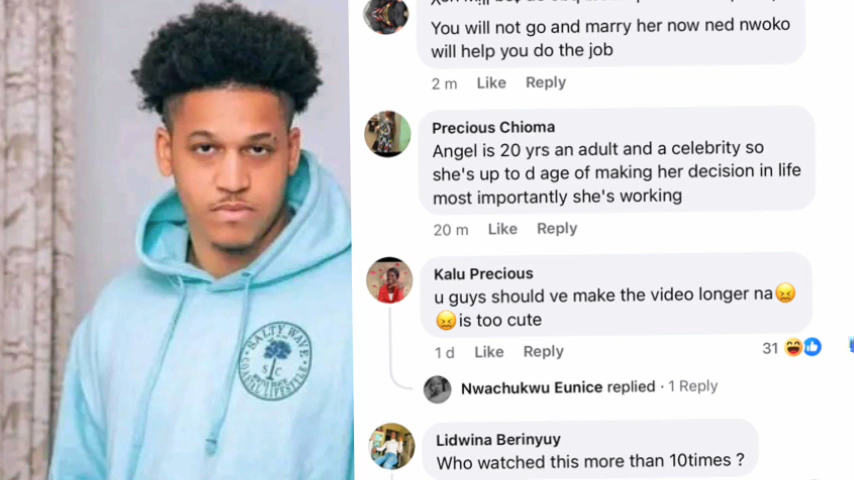 SALTY WAVE
S C
COASTAL LIFESTYLE
You will not go and marry her now ned nwoko
will help you do the job
2 m Like Reply
Precious Chioma
Angel is 20 yrs an adult and a celebrity so
she's up to d age of making her decision in life
most importantly she's working
20 m Like Reply
Kalu Precious
u guys should ve make the video longer na😖
😖is too cute
1 d Like Reply 31
Nwachukwu Eunice replied · 1 Reply
Lidwina Berinyuy
Who watched this more than 10times ?